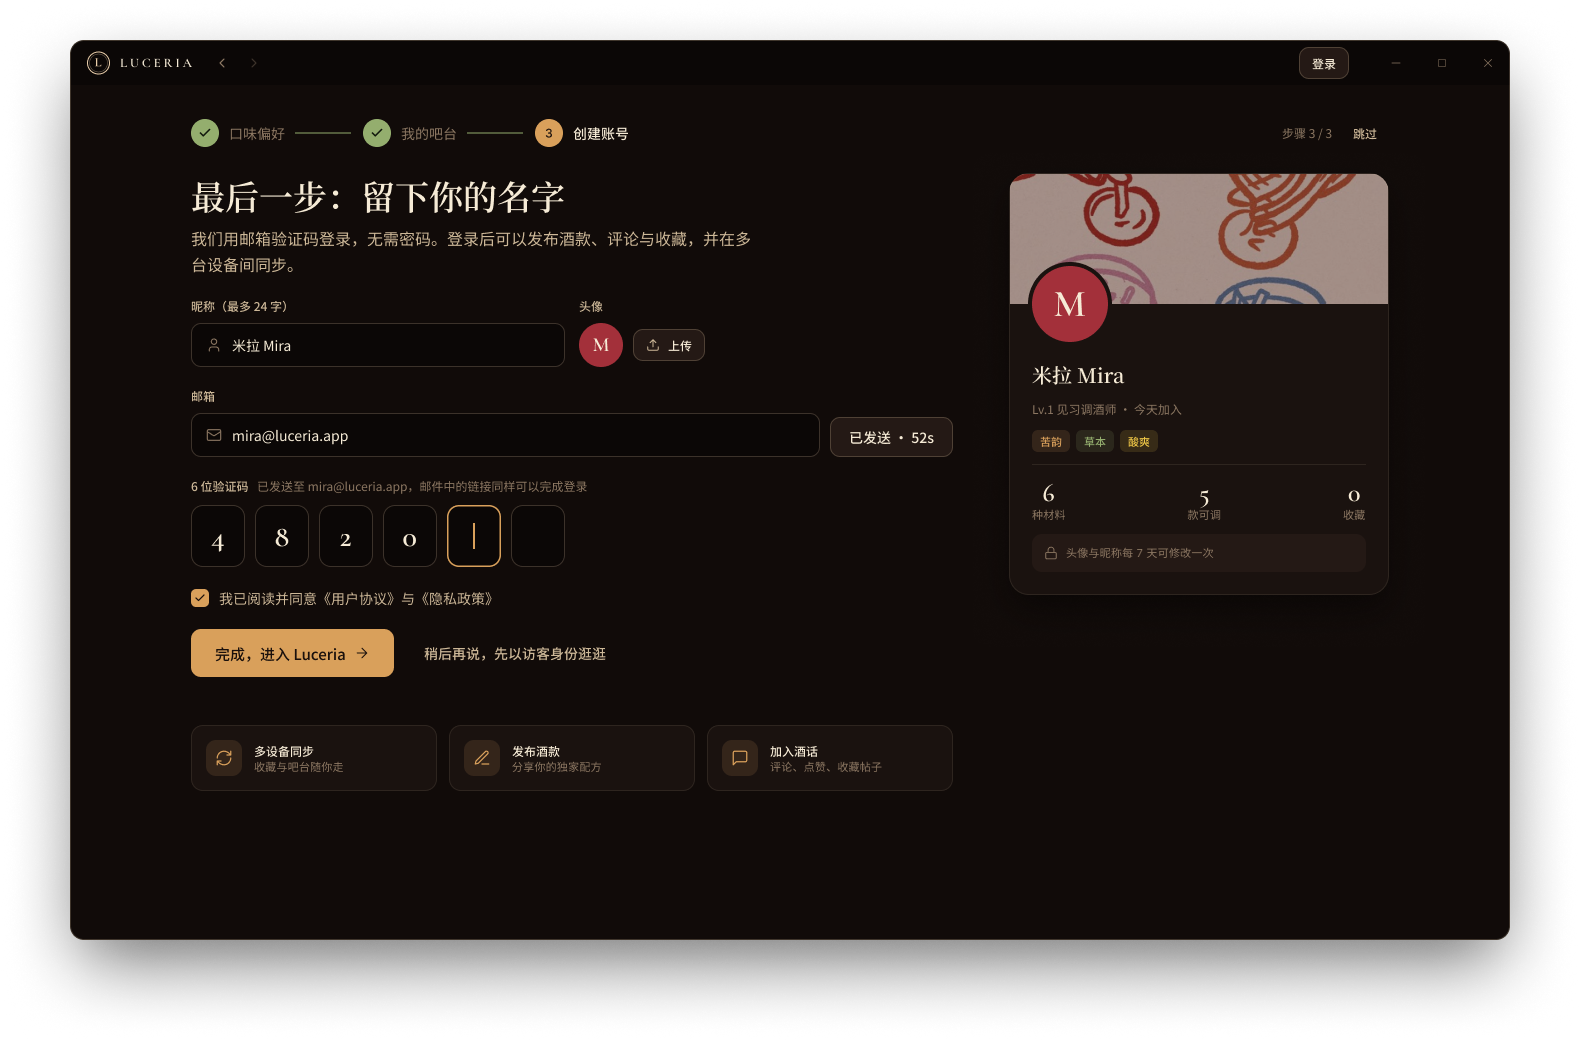 L LUCERIA
登录
口味偏好
我的吧台
3 创建账号
步骤 3 / 3 跳过
最后一步：留下你的名字
我们用邮箱验证码登录，无需密码。登录后可以发布酒款、评论与收藏，并在多
台设备间同步。
昵称（最多 24 字）
头像
米拉 Mira
M
上传
邮箱
mira@luceria.app
已发送 · 52s
6 位验证码 已发送至 mira@luceria.app，邮件中的链接同样可以完成登录
4 8 2 0
我已阅读并同意《用户协议》与《隐私政策》
完成，进入 Luceria
稍后再说，先以访客身份逛逛
多设备同步
收藏与吧台随你走
发布酒款
分享你的独家配方
加入酒话
评论、点赞、收藏帖子
M
米拉 Mira
Lv.1 见习调酒师 · 今天加入
苦韵 草本 酸爽
6
种材料
5
款可调
0
收藏
头像与昵称每 7 天可修改一次